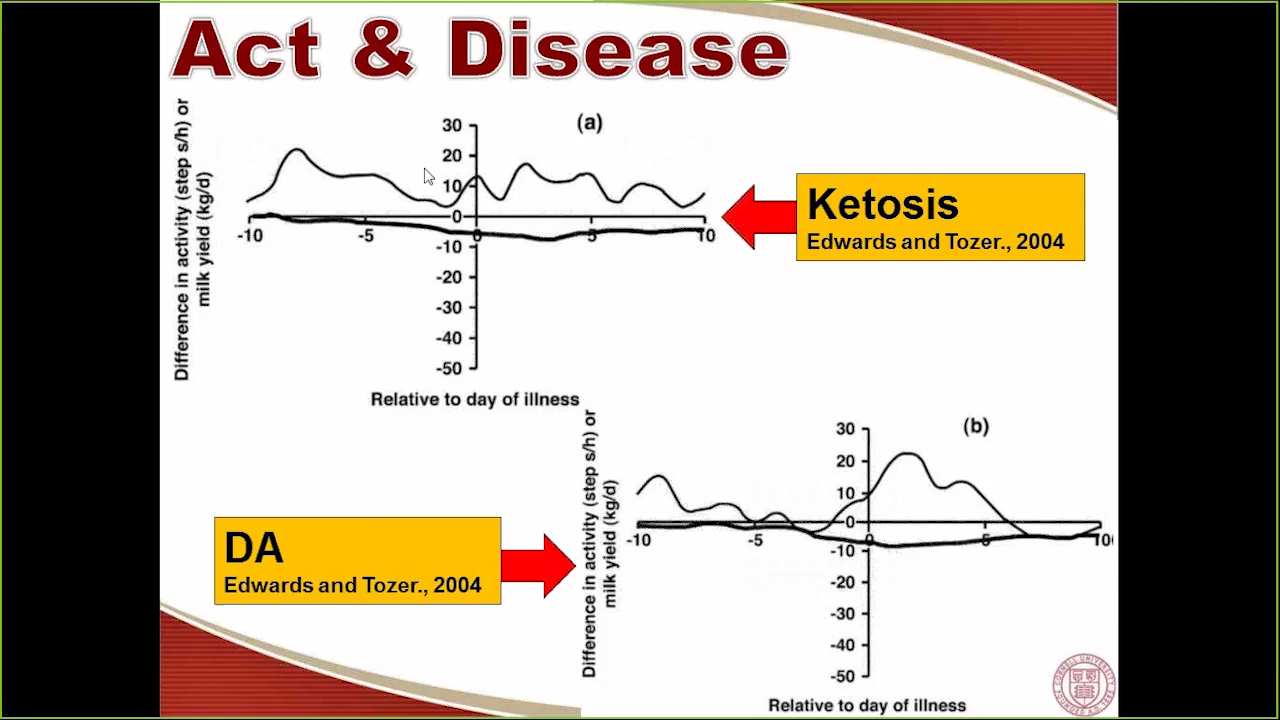 Act & Disease
Difference in activity (step s/h) or
milk yield (kg/d)
(a)
30
20
10
0
-10
-20
-30
-40
-50
-10
-5
0
5
10
Relative to day of illness
Ketosis
Edwards and Tozer., 2004
DA
Edwards and Tozer., 2004
Difference in activity (step s/h) or
milk yield (kg/d)
(b)
30
20
10
0
-10
-20
-30
-40
-50
-10
-5
0
5
10
Relative to day of illness
CORNELL UNIVERSITY